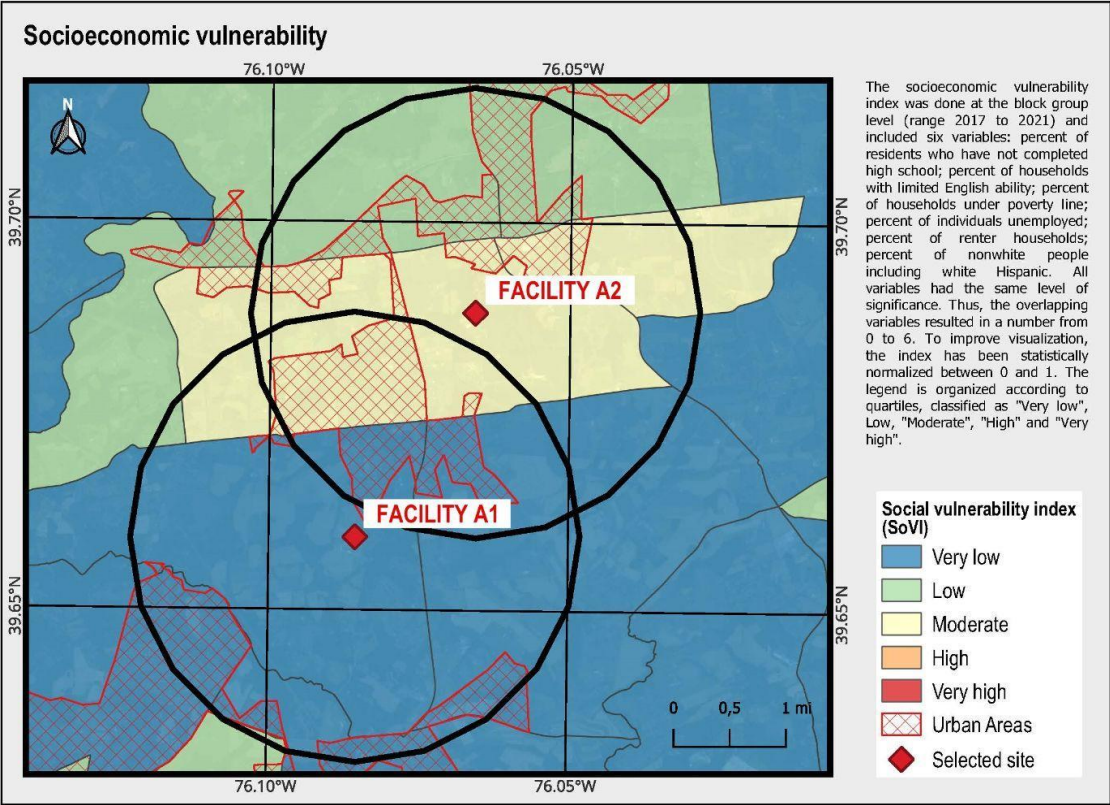 Socioeconomic vulnerability
76.10°W 76.05°W
N
39.70°N
39.70°N
FACILITY A2
FACILITY A1
39.65°N
39.65°N
0 0,5 1 mi
76.10°W 76.05°W
The socioeconomic vulnerability
index was done at the block group
level (range 2017 to 2021) and
included six variables: percent of
residents who have not completed
high school; percent of households
with limited English ability; percent
of households under poverty line;
percent of individuals unemployed;
percent of renter households;
percent of nonwhite people
including white Hispanic. All
variables had the same level of
significance. Thus, the overlapping
variables resulted in a number from
0 to 6. To improve visualization,
the index has been statistically
normalized between 0 and 1. The
legend is organized according to
quartiles, classified as "Very low",
Low, "Moderate", "High" and "Very
high".
Social vulnerability index
(SoVI)
Very low
Low
Moderate
High
Very high
Urban Areas
Selected site